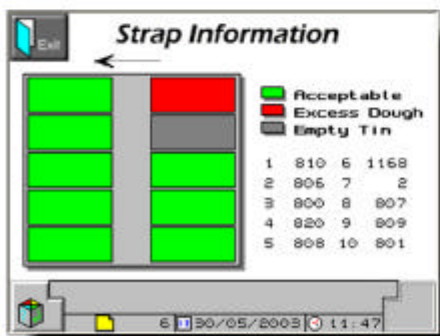 Exit
Strap Information
Acceptable
Excess Dough
Empty Tin
1 810 6 1168
2 806 7 2
3 800 8 807
4 820 9 809
5 808 10 801
6 30/05/2003 11:47